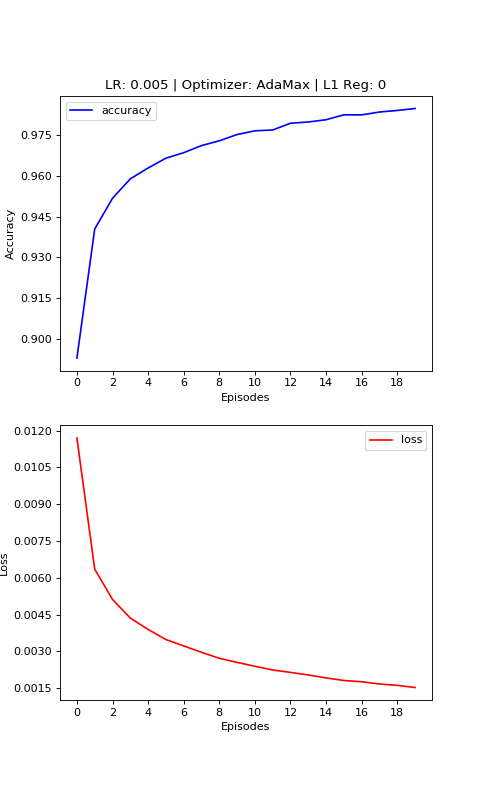 LR: 0.005 | Optimizer: AdaMax | L1 Reg: 0
accuracy
0.975
0.960
0.945
0.930
0.915
0.900
Accuracy
0 2 4 6 8 10 12 14 16 18
Episodes
loss
0.0120
0.0105
0.0090
0.0075
0.0060
0.0045
0.0030
0.0015
Loss
0 2 4 6 8 10 12 14 16 18
Episodes